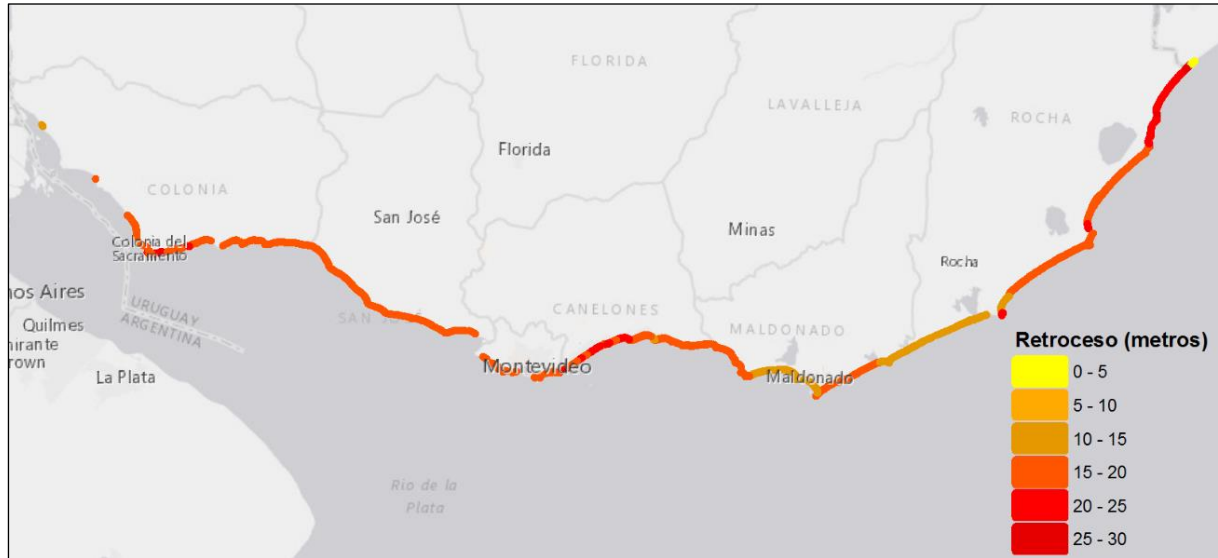 FLORIDA
LAVALLEJA
ROCHA
Florida
COLONIA
San José
Minas
Colonia del
Sacramento
Rocha
os Aires
URUGUAY
ARGENTINA
CANELONES
SAN JOSÉ
MALDONADO
Quilmes
mirante
rown
Montevideo
La Plata
Maldonado
Río de la
Plata
Retroceso (metros)
0 - 5
5 - 10
10 - 15
15 - 20
20 - 25
25 - 30